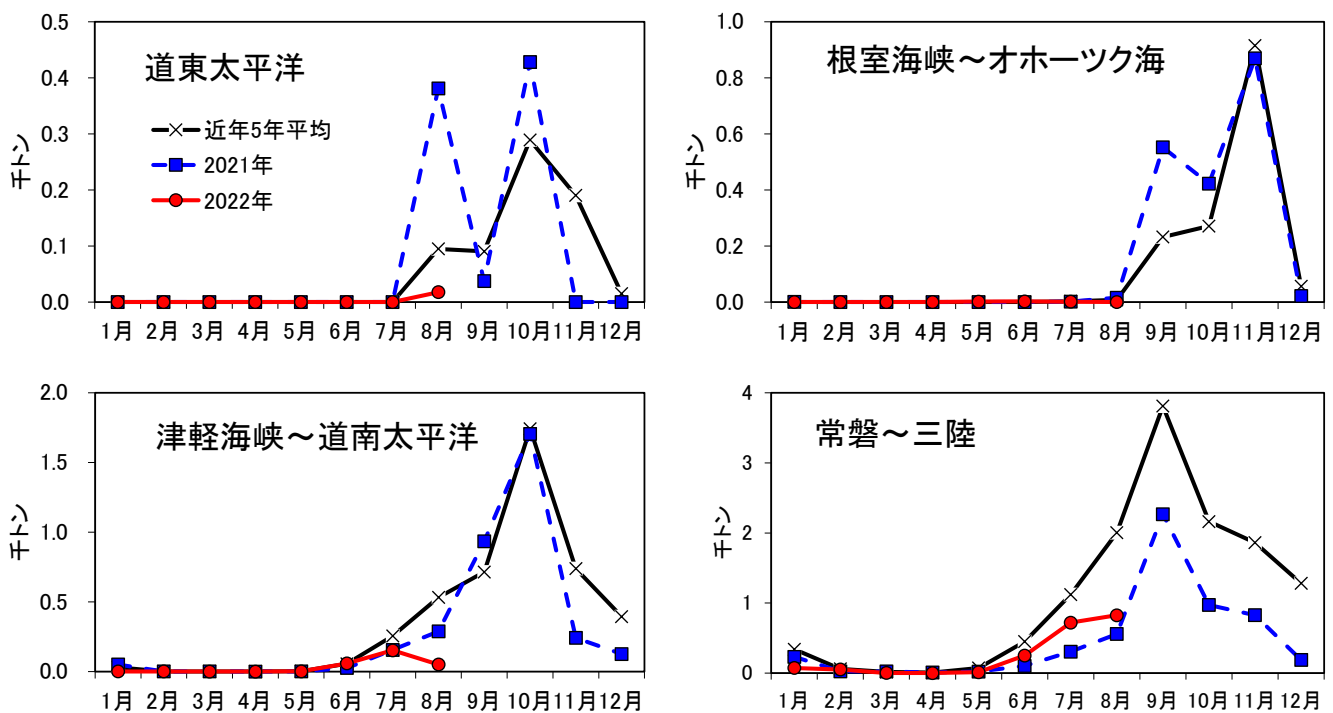 道東太平洋
千トン
0.5
0.4
0.3
0.2
0.1
0.0
近年5年平均
2021年
2022年
1月 2月 3月 4月 5月 6月 7月 8月 9月 10月 11月 12月
根室海峡～オホーツク海
千トン
1.0
0.8
0.6
0.4
0.2
0.0
1月 2月 3月 4月 5月 6月 7月 8月 9月 10月 11月 12月
津軽海峡～道南太平洋
千トン
2.0
1.5
1.0
0.5
0.0
1月 2月 3月 4月 5月 6月 7月 8月 9月 10月 11月 12月
常磐～三陸
千トン
4
3
2
1
0
1月 2月 3月 4月 5月 6月 7月 8月 9月 10月 11月 12月